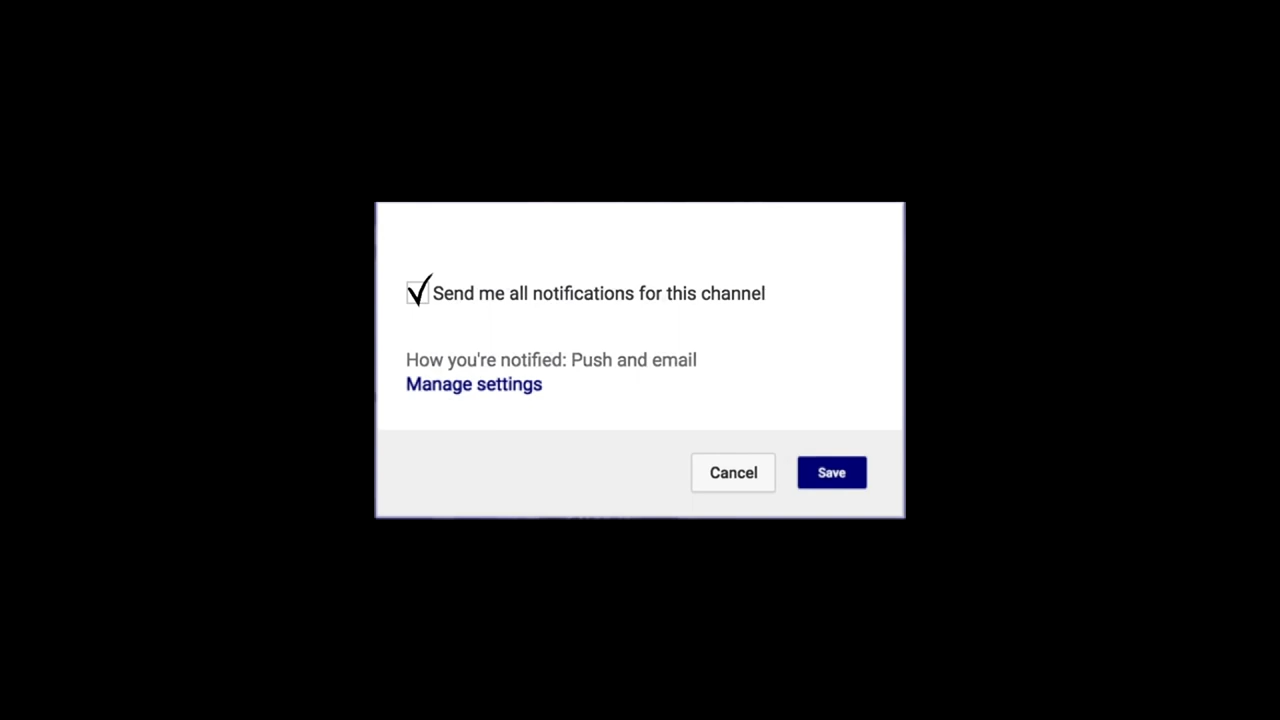 Send me all notifications for this channel
How you're notified: Push and email
Manage settings
Cancel Save